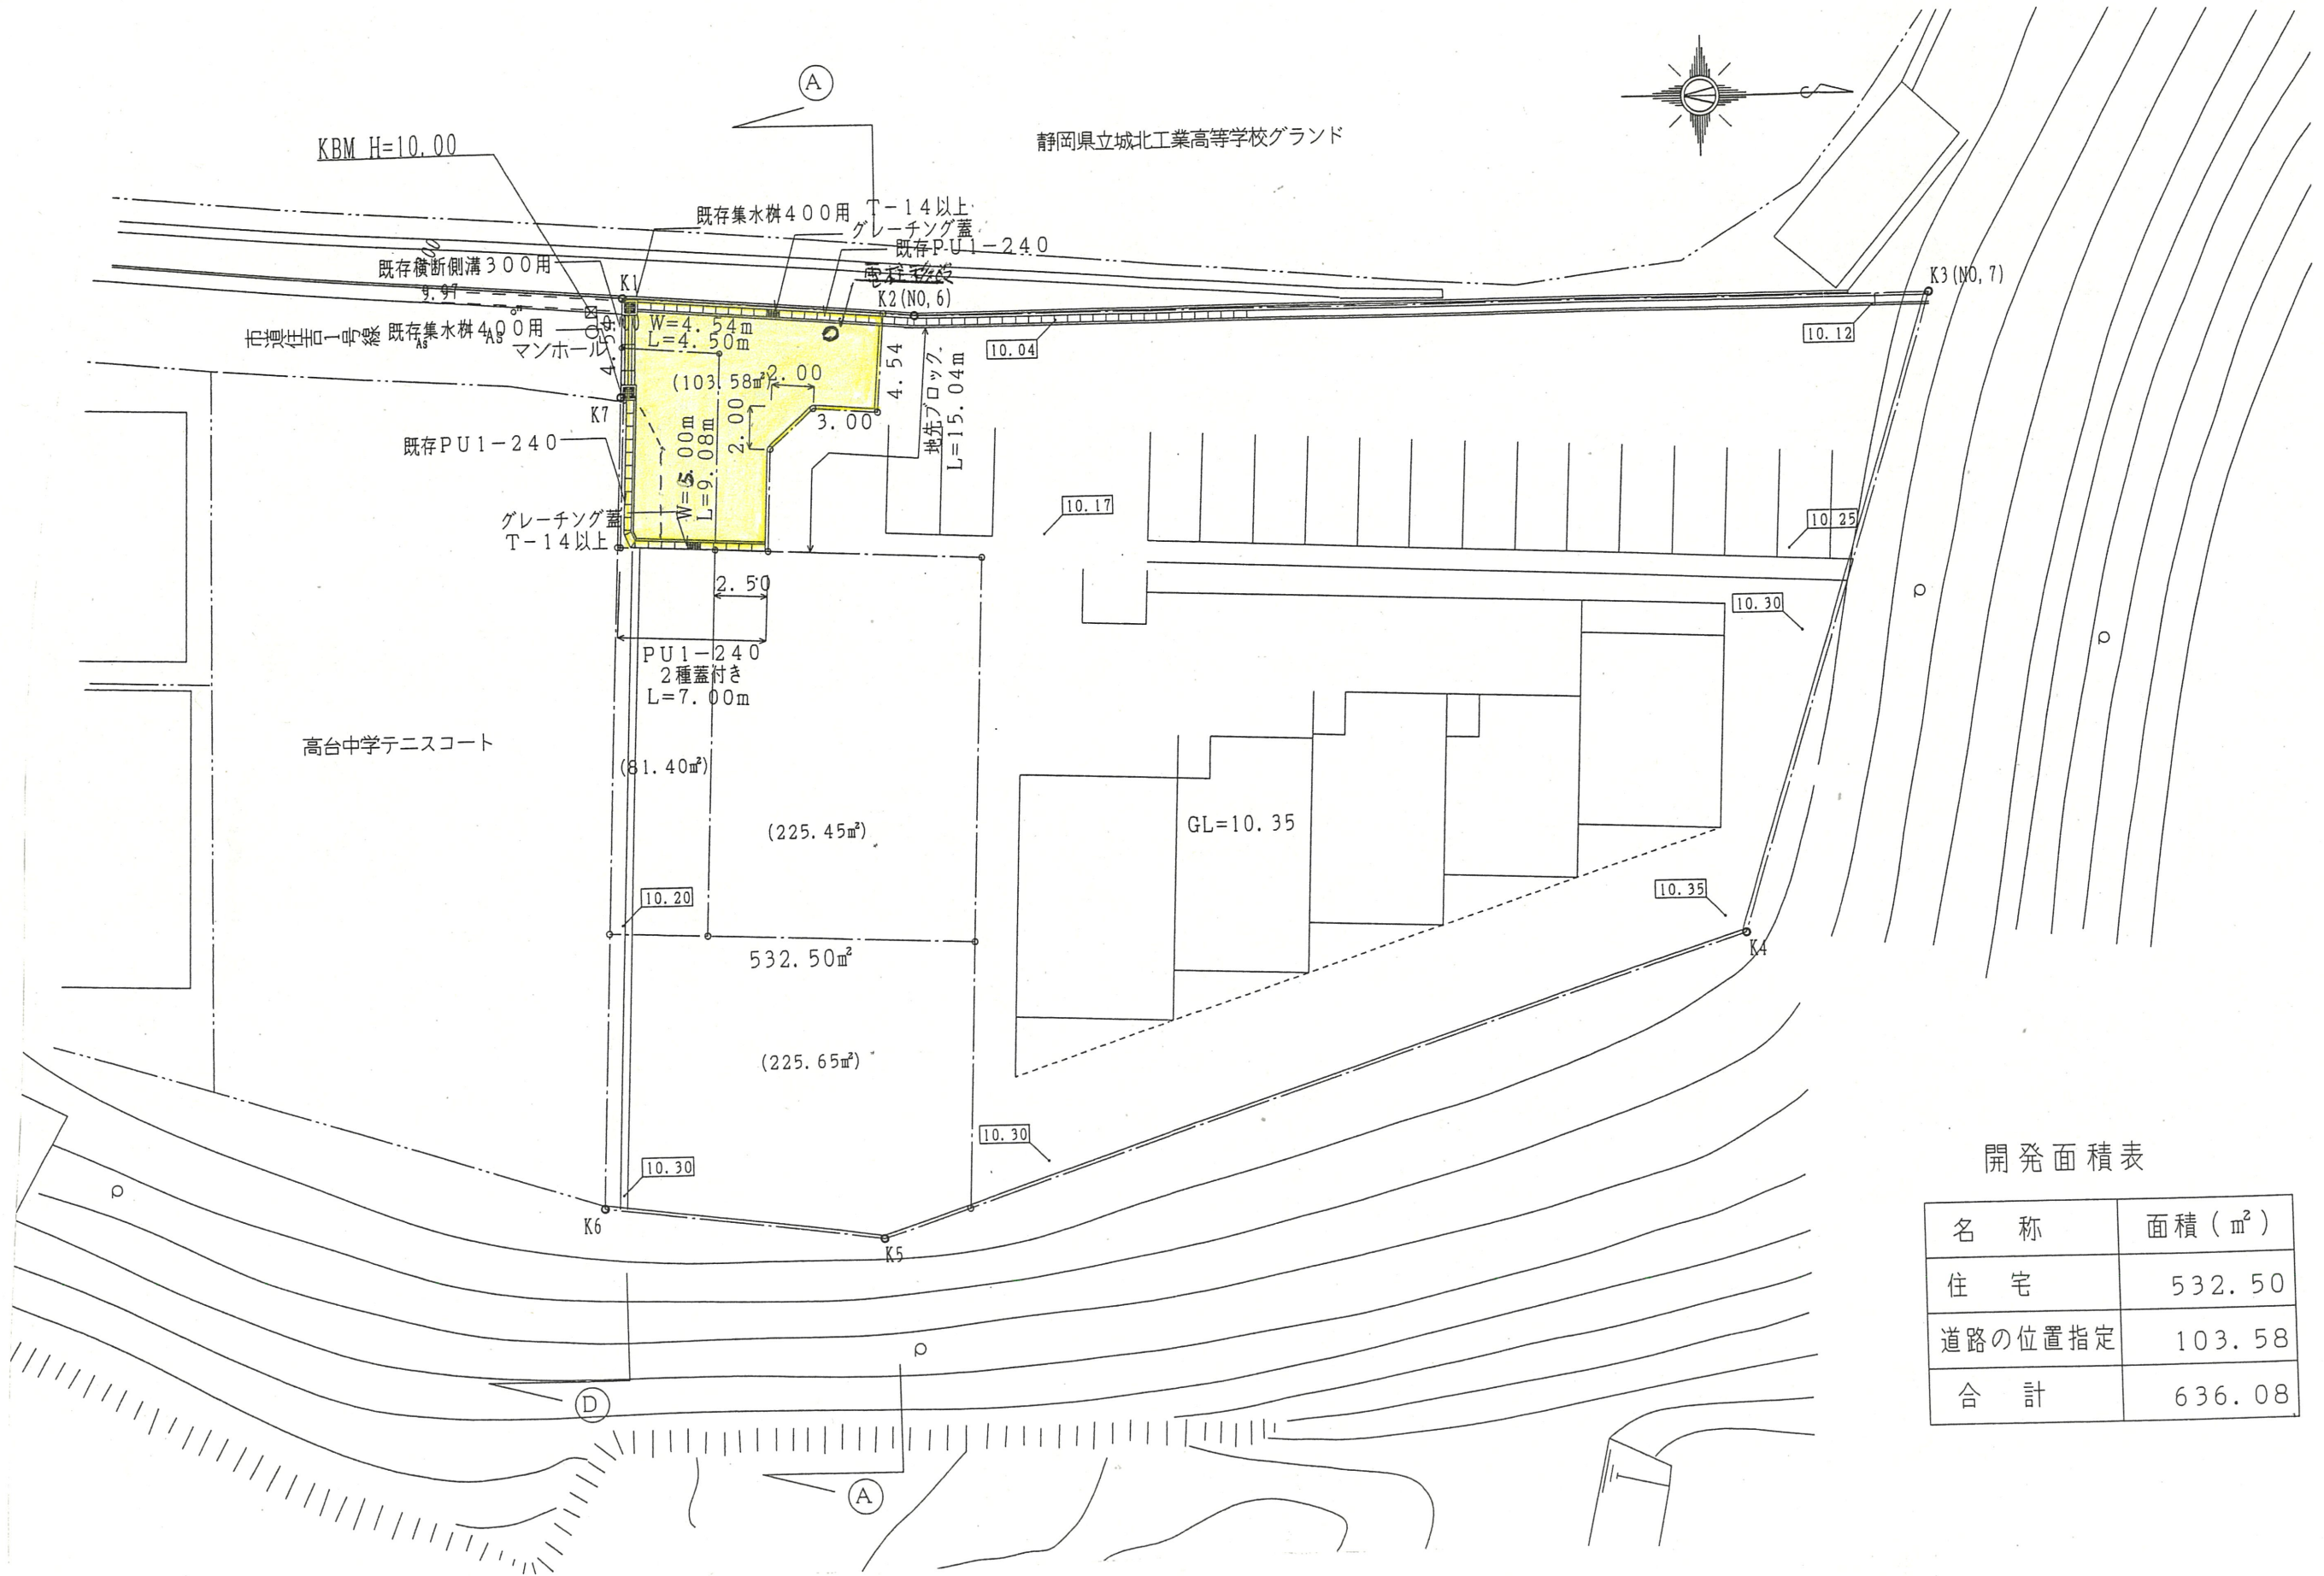 A
静岡県立城北工業高等学校グランド
KBM H=10.00
既存集水桝400用
T-14以上
グレーチング蓋
既存PU1-240
既存横断側溝300用
K1
K2(NO,6)
K3(NO,7)
9.97
市道住吉1号線
既存集水桝400用
As
As
マンホール
W=4.54m
L=4.50m
10.04
10.12
(103.58㎡)
2.00
4.54
地先ブロック
L=15.04m
K7
2.00
3.00
既存PU1-240
L=9.08m
グレーチング蓋
T-14以上
10.17
10.25
2.50
10.30
PU1-240
2種蓋付き
L=7.00m
高台中学テニスコート
(81.40㎡)
(225.45㎡)
GL=10.35
10.20
10.35
K4
532.50㎡
(225.65㎡)
10.30
10.30
K6
K5
D
A
開発面積表
名称 面積(㎡)
住宅 532.50
道路の位置指定 103.58
合計 636.08